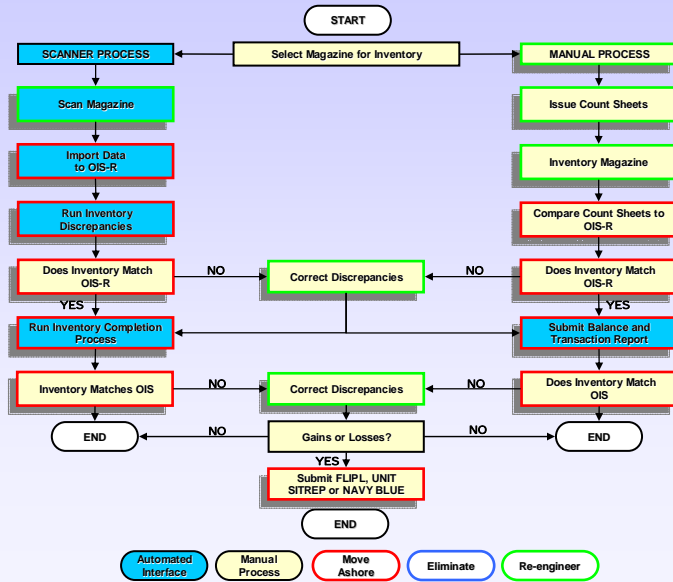 START
SCANNER PROCESS
Select Magazine for Inventory
MANUAL PROCESS
Scan Magazine
Issue Count Sheets
Import Data
to OIS-R
Inventory Magazine
Run Inventory
Discrepancies
Compare Count Sheets to
OIS-R
Does Inventory Match
OIS-R
NO
Correct Discrepancies
NO
Does Inventory Match
OIS-R
YES
YES
Run Inventory Completion
Process
Submit Balance and
Transaction Report
Inventory Matches OIS
NO
Correct Discrepancies
NO
Does Inventory Match
OIS
END
NO
Gains or Losses?
NO
END
YES
Submit FLIPL, UNIT
SITREP or NAVY BLUE
END
Automated
Interface
Manual
Process
Move
Ashore
Eliminate
Re-engineer